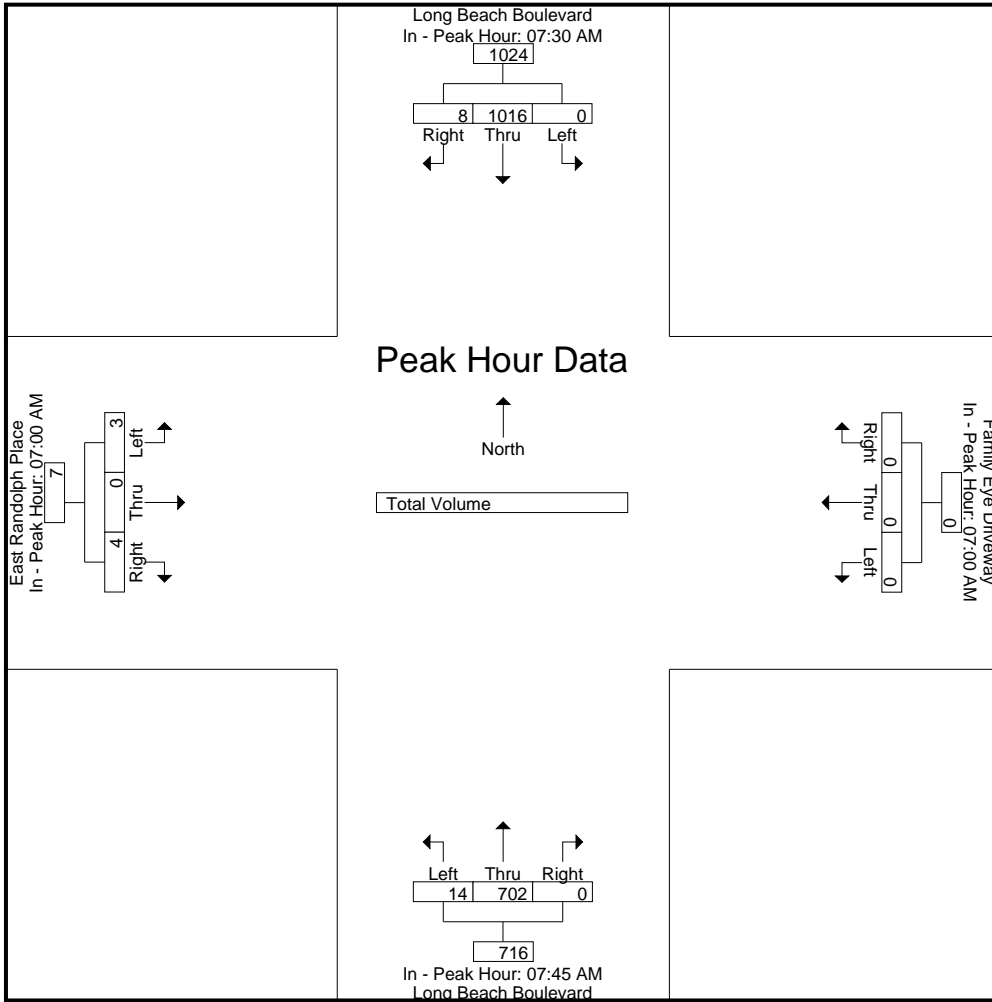 Long Beach Boulevard
In - Peak Hour: 07:30 AM
1024
8 1016 0
Right Thru Left
Peak Hour Data
North
Total Volume
East Randolph Place
In - Peak Hour: 07:00 AM
7
3 0 4
Left Thru Right
Family Eye Driveway
In - Peak Hour: 07:00 AM
0
0 0 0
Right Thru Left
Left Thru Right
14 702 0
716
In - Peak Hour: 07:45 AM
Long Beach Boulevard